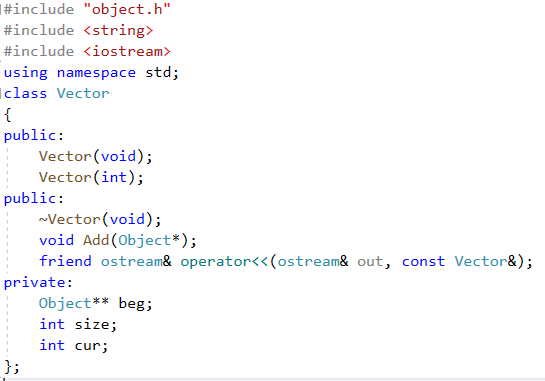 #include "object.h"
#include <string>
#include <iostream>
using namespace std;
class Vector
{
public:
    Vector(void);
    Vector(int);
public:
    ~Vector(void);
    void Add(Object*);
    friend ostream& operator<<(ostream& out, const Vector&);
private:
    Object** beg;
    int size;
    int cur;
};